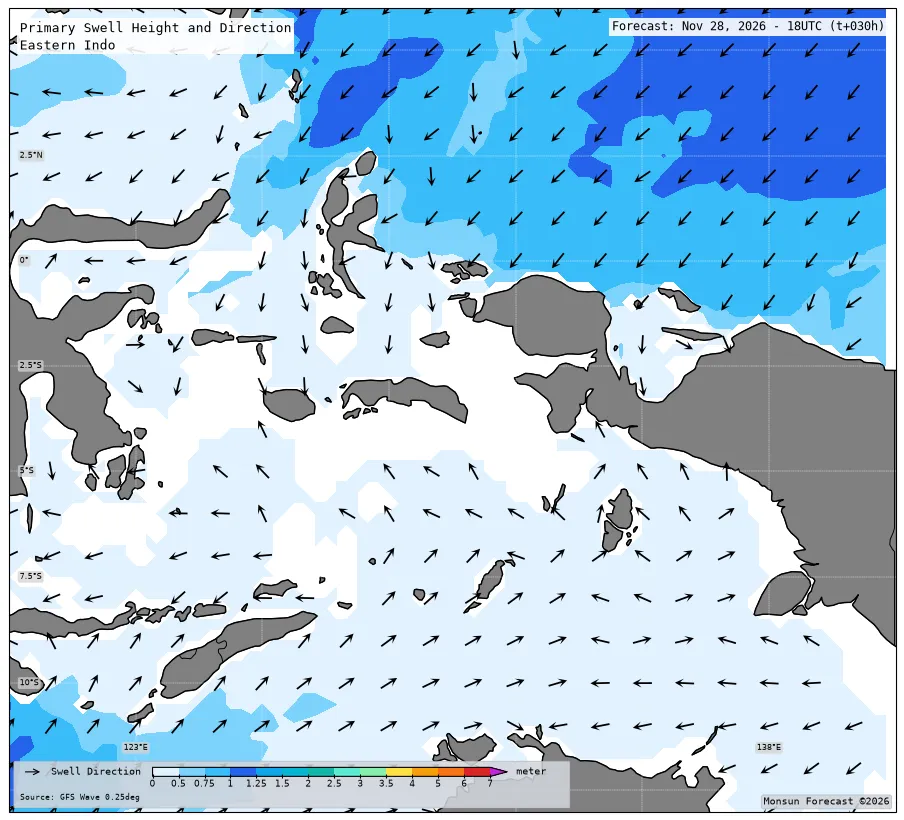 Primary Swell Height and Direction
Eastern Indo
Forecast: Nov 28, 2026 - 18UTC (t+030h)
2.5°N
0°
2.5°S
5°S
7.5°S
10°S
123°E
138°E
Swell Direction
0 0.5 0.75 1 1.25 1.5 2 2.5 3 3.5 4 5 6 7
meter
Source: GFS Wave 0.25deg
Monsun Forecast ©2026